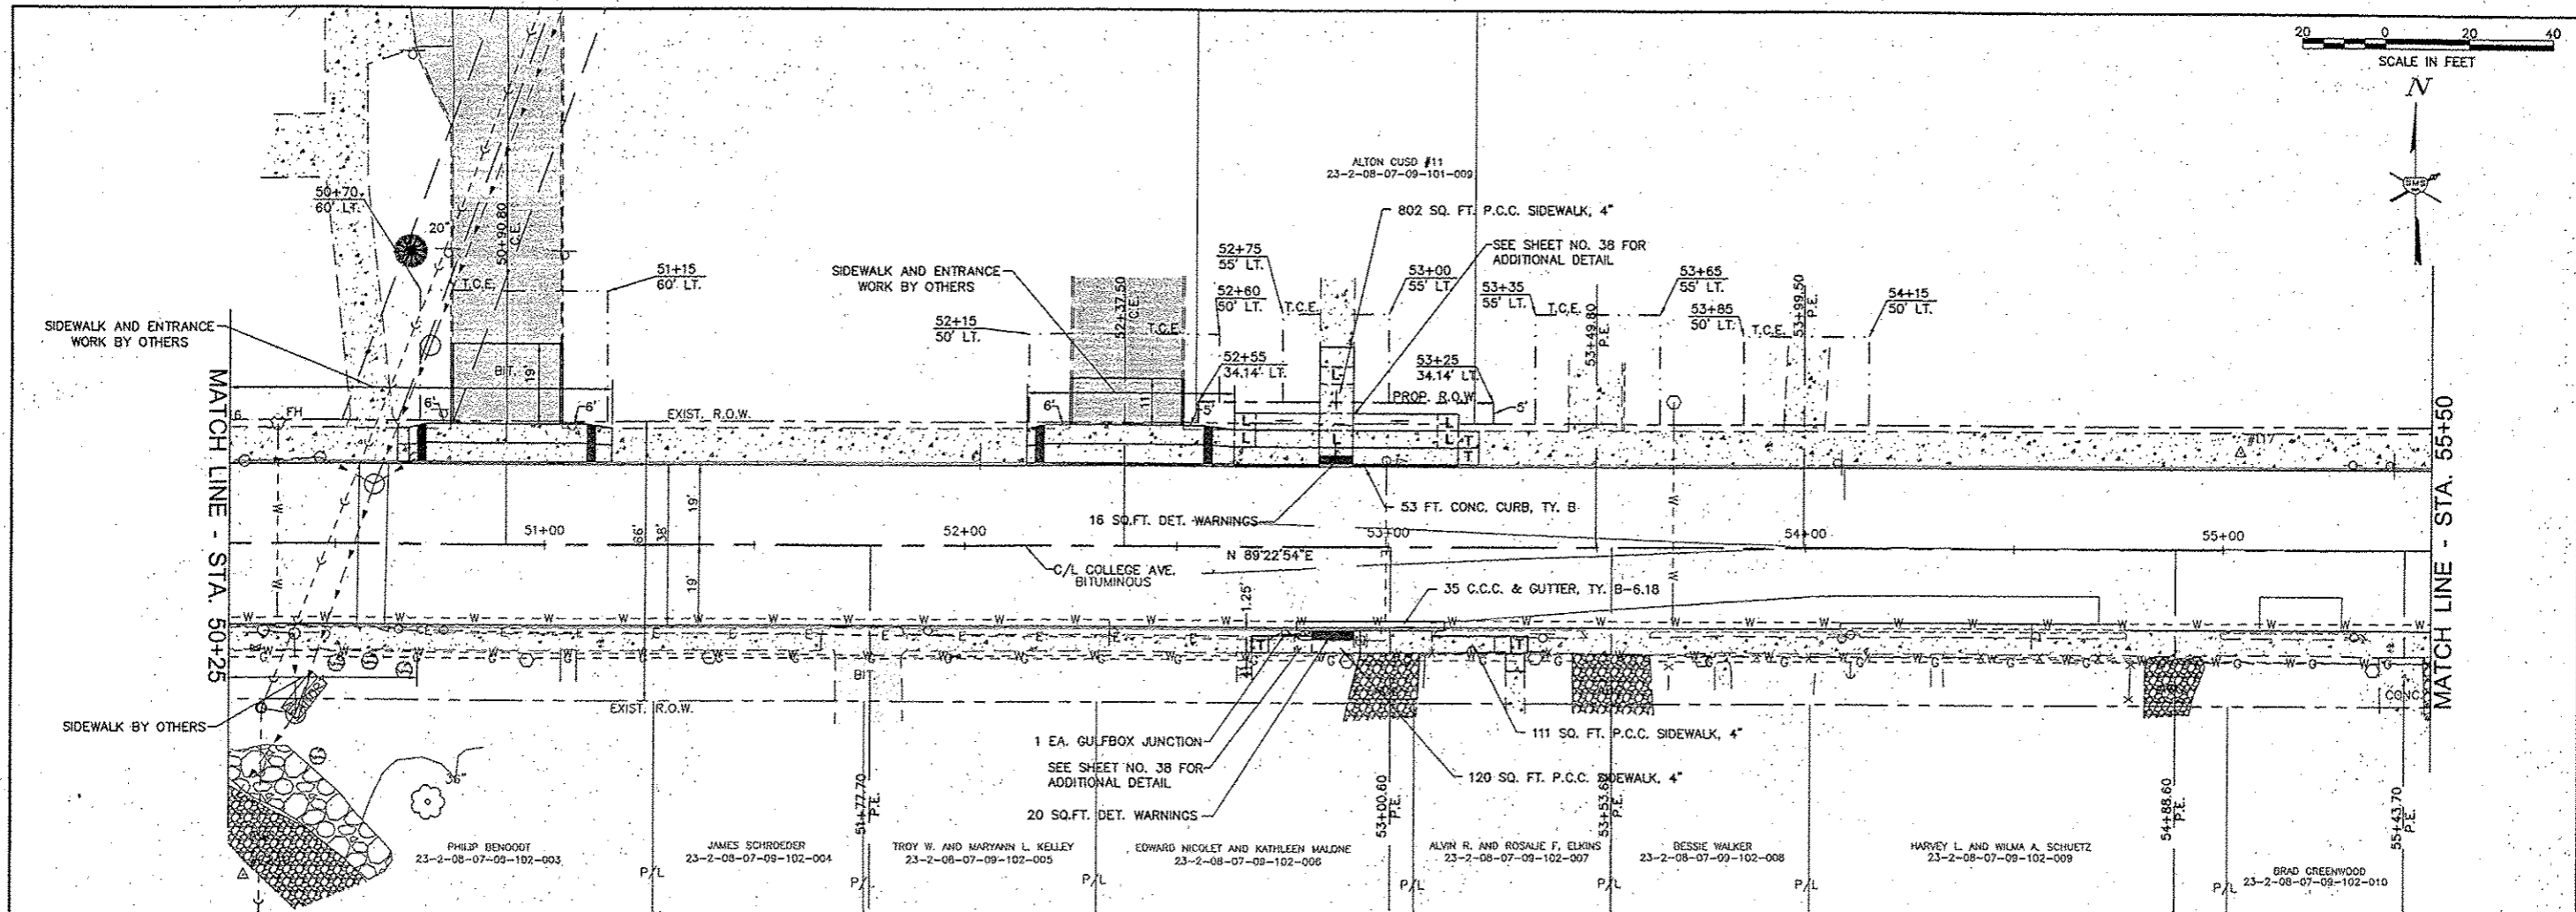 20 0 20 40
SCALE IN FEET
N
SMS
ALTON CUSD #11
23-2-08-07-09-101-009
50+70
60' LT.
20"
50+90.80
C.E.
T.C.E.
51+15
60' LT.
SIDEWALK AND ENTRANCE
WORK BY OTHERS
BIT.
19'
6'
6'
FH
EXIST. R.O.W.
SIDEWALK AND ENTRANCE
WORK BY OTHERS
52+15
50' LT.
52+37.50
C.E.
T.C.E.
11'
6'
5'
52+75
55' LT.
52+60
50' LT.
52+55
34.14' LT.
T.C.E.
802 SQ. FT. P.C.C. SIDEWALK, 4"
SEE SHEET NO. 38 FOR
ADDITIONAL DETAIL
53+00
55' LT.
53+25
34.14' LT.
PROP. R.O.W
5'
53+35
55' LT.
T.C.E.
53+49.80
P.E.
53+65
55' LT.
53+85
50' LT.
T.C.E.
53+99.50
P.E.
54+15
50' LT.
L
L
L
L
L
L
T
T
#117
MATCH LINE - STA. 50+25
MATCH LINE - STA. 55+50
16 SQ.FT. DET. WARNINGS
53 FT. CONC. CURB, TY. B
66'
38'
19'
19'
51+00
52+00
53+00
54+00
55+00
N 89°22'54"E
C/L COLLEGE AVE.
BITUMINOUS
35 C.C.C. & GUTTER, TY. B-6.18
1.25'
BIT.
EXIST. R.O.W.
CONC.
SIDEWALK BY OTHERS
36"
1 EA. GULFBOX JUNCTION
SEE SHEET NO. 38 FOR
ADDITIONAL DETAIL
20 SQ.FT. DET. WARNINGS
111 SQ. FT. P.C.C. SIDEWALK, 4"
120 SQ. FT. P.C.C. SIDEWALK, 4"
51+77.70
P.E.
53+00.60
P.E.
P.E.
54+88.60
P.E.
55+43.70
P.E.
PHILIP BENODT
23-2-08-07-09-102-003
JAMES SCHROEDER
23-2-08-07-09-102-004
TROY W. AND MARYANN L. KELLEY
23-2-08-07-09-102-005
EDWARD NICOLET AND KATHLEEN MALONE
23-2-08-07-09-102-006
ALVIN R. AND ROSALIE F. ELKINS
23-2-08-07-09-102-007
BESSIE WALKER
23-2-08-07-09-102-008
HARVEY L. AND WILMA A. SCHUETZ
23-2-08-07-09-102-009
BRAD GREENWOOD
23-2-08-07-09-102-010
P/L
P/L
P/L
P/L
P/L
P/L
P/L